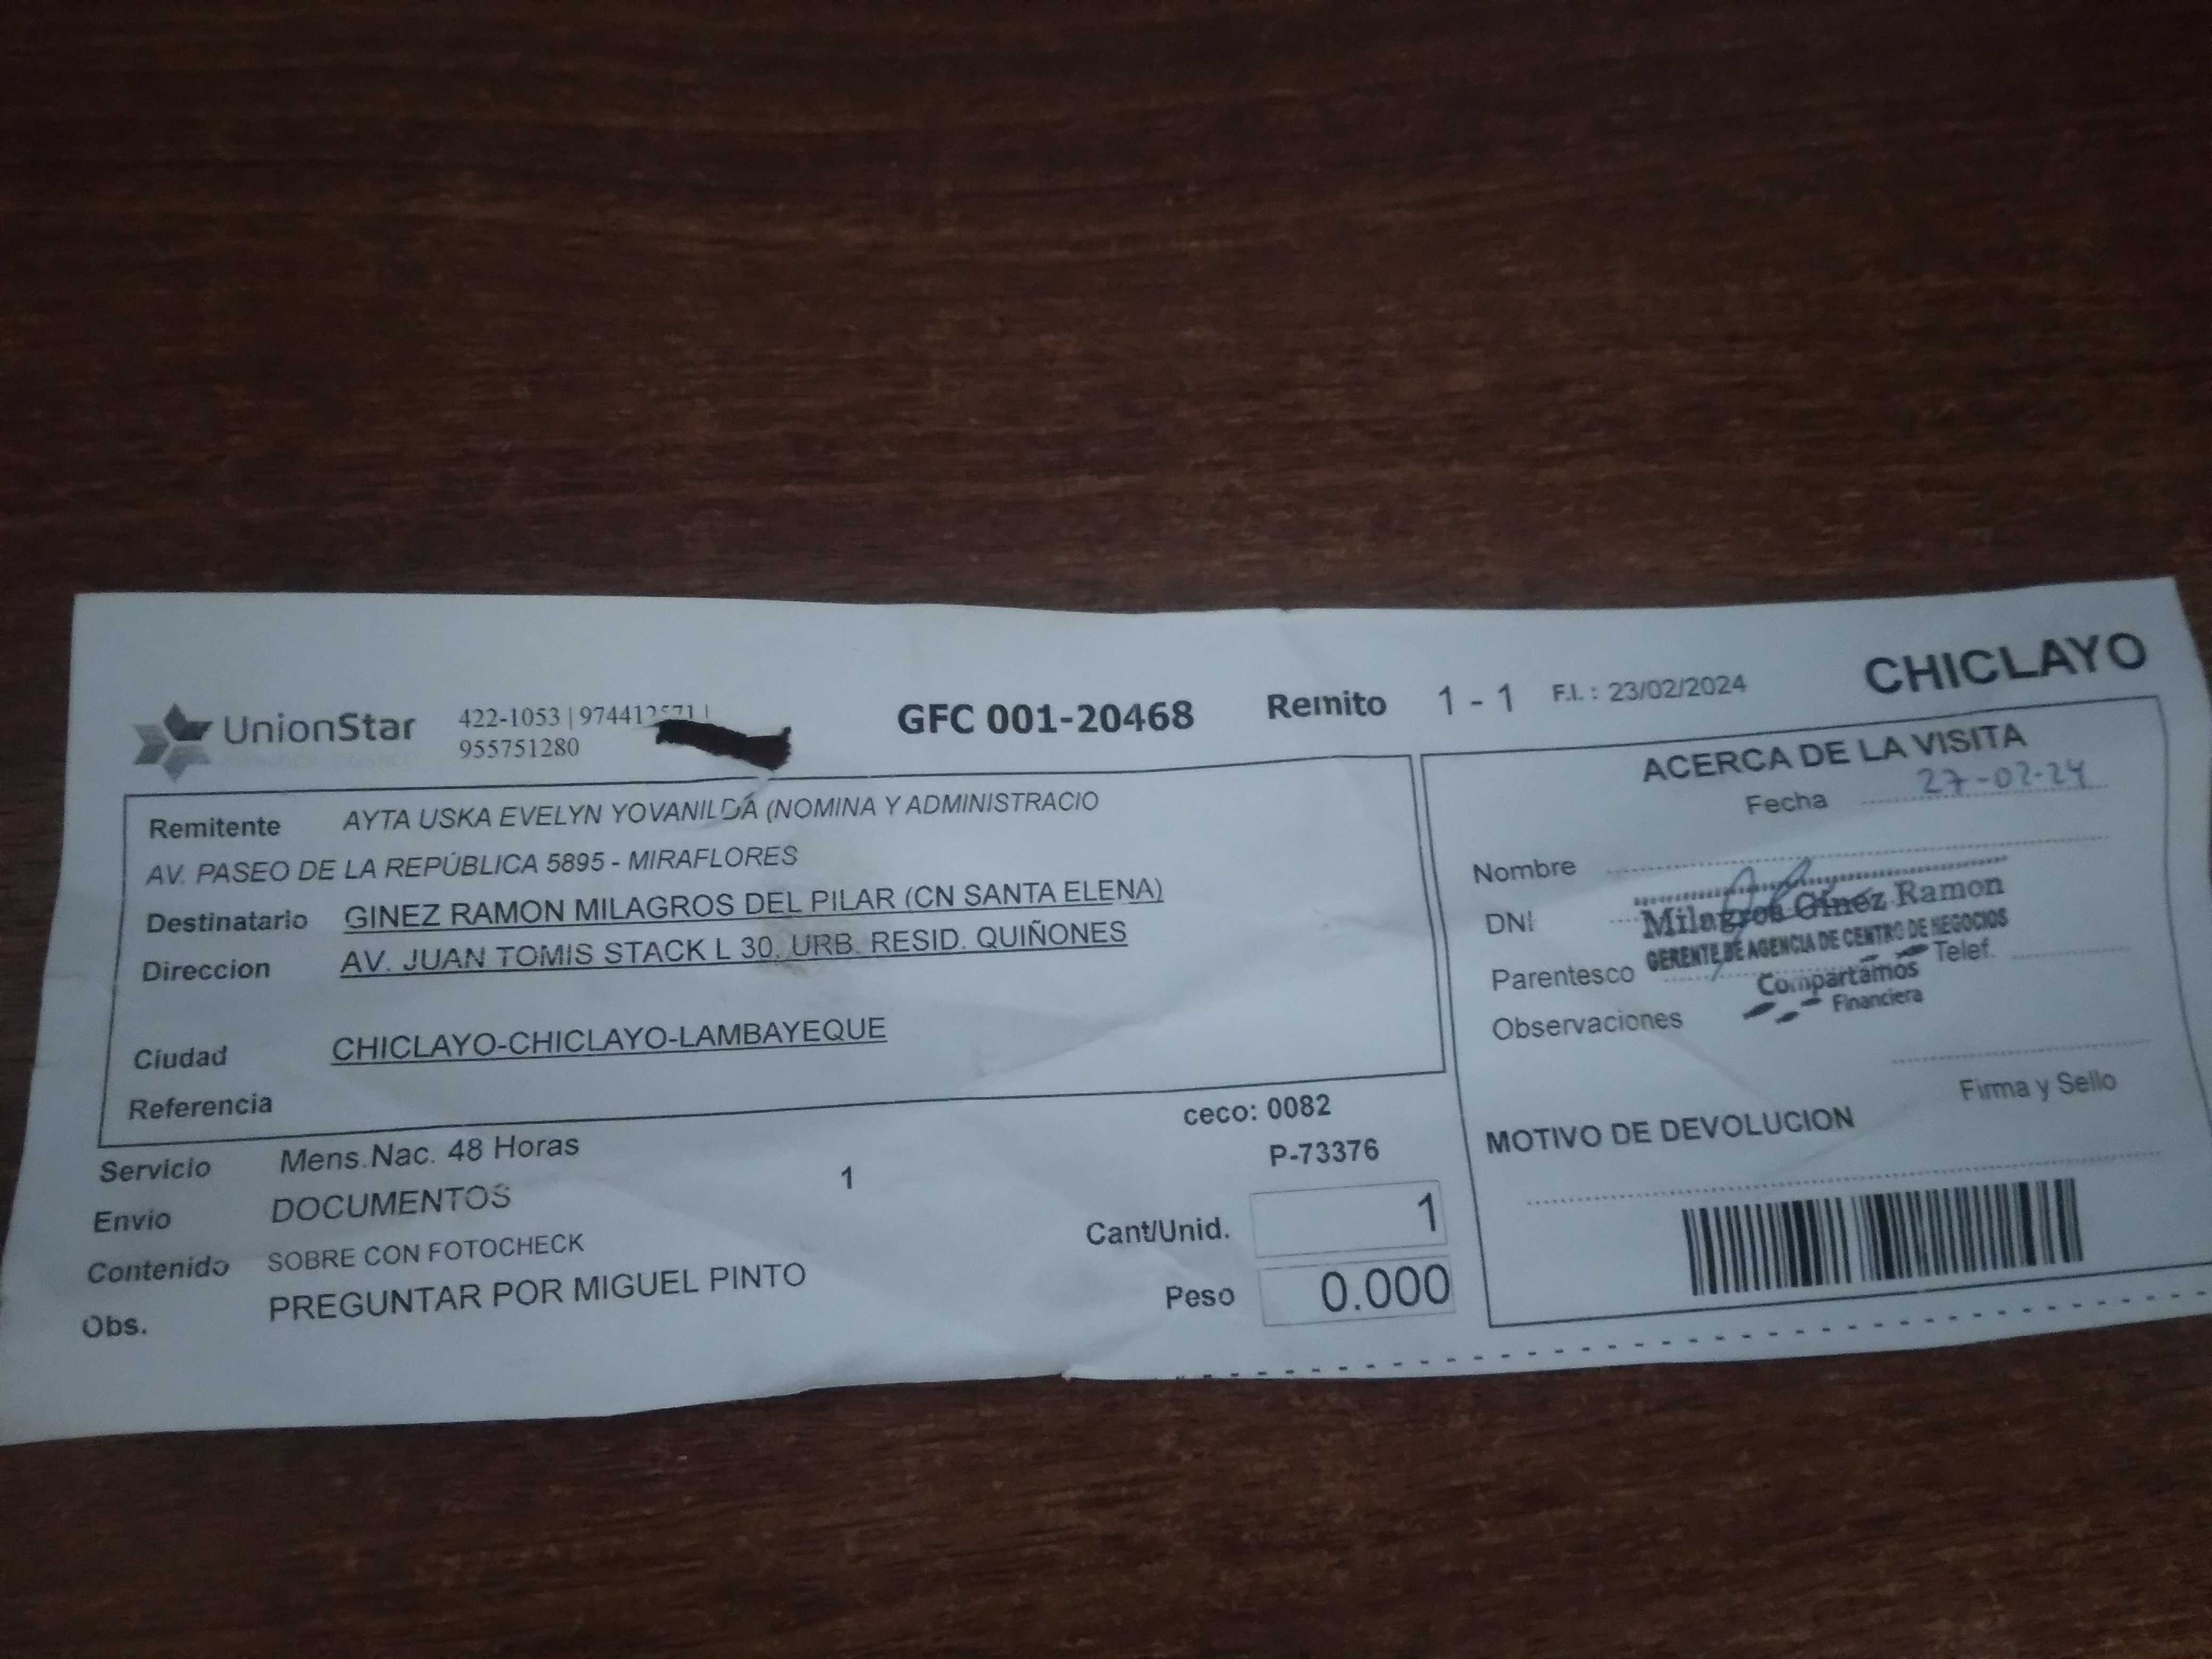 UnionStar
422-1053 | 974412571 |
955751280
GFC 001-20468
Remito 1 - 1 F.I. : 23/02/2024
CHICLAYO
Remitente AYTA USKA EVELYN YOVANILDA (NOMINA Y ADMINISTRACIO
AV. PASEO DE LA REPÚBLICA 5895 - MIRAFLORES
Destinatario GINEZ RAMON MILAGROS DEL PILAR (CN SANTA ELENA)
Direccion AV. JUAN TOMIS STACK L 30. URB. RESID. QUIÑONES
Ciudad CHICLAYO-CHICLAYO-LAMBAYEQUE
Referencia
Servicio Mens.Nac. 48 Horas
ceco: 0082
Envio DOCUMENTOS 1
P-73376
Contenido SOBRE CON FOTOCHECK
Cant/Unid. 1
Obs. PREGUNTAR POR MIGUEL PINTO
Peso 0.000
ACERCA DE LA VISITA
Fecha 27-02-24
Nombre
DNI
Milagros Ginez Ramon
GERENTE DE AGENCIA DE CENTRO DE NEGOCIOS
Parentesco
Telef.
Compartamos
Financiera
Observaciones
Firma y Sello
MOTIVO DE DEVOLUCION